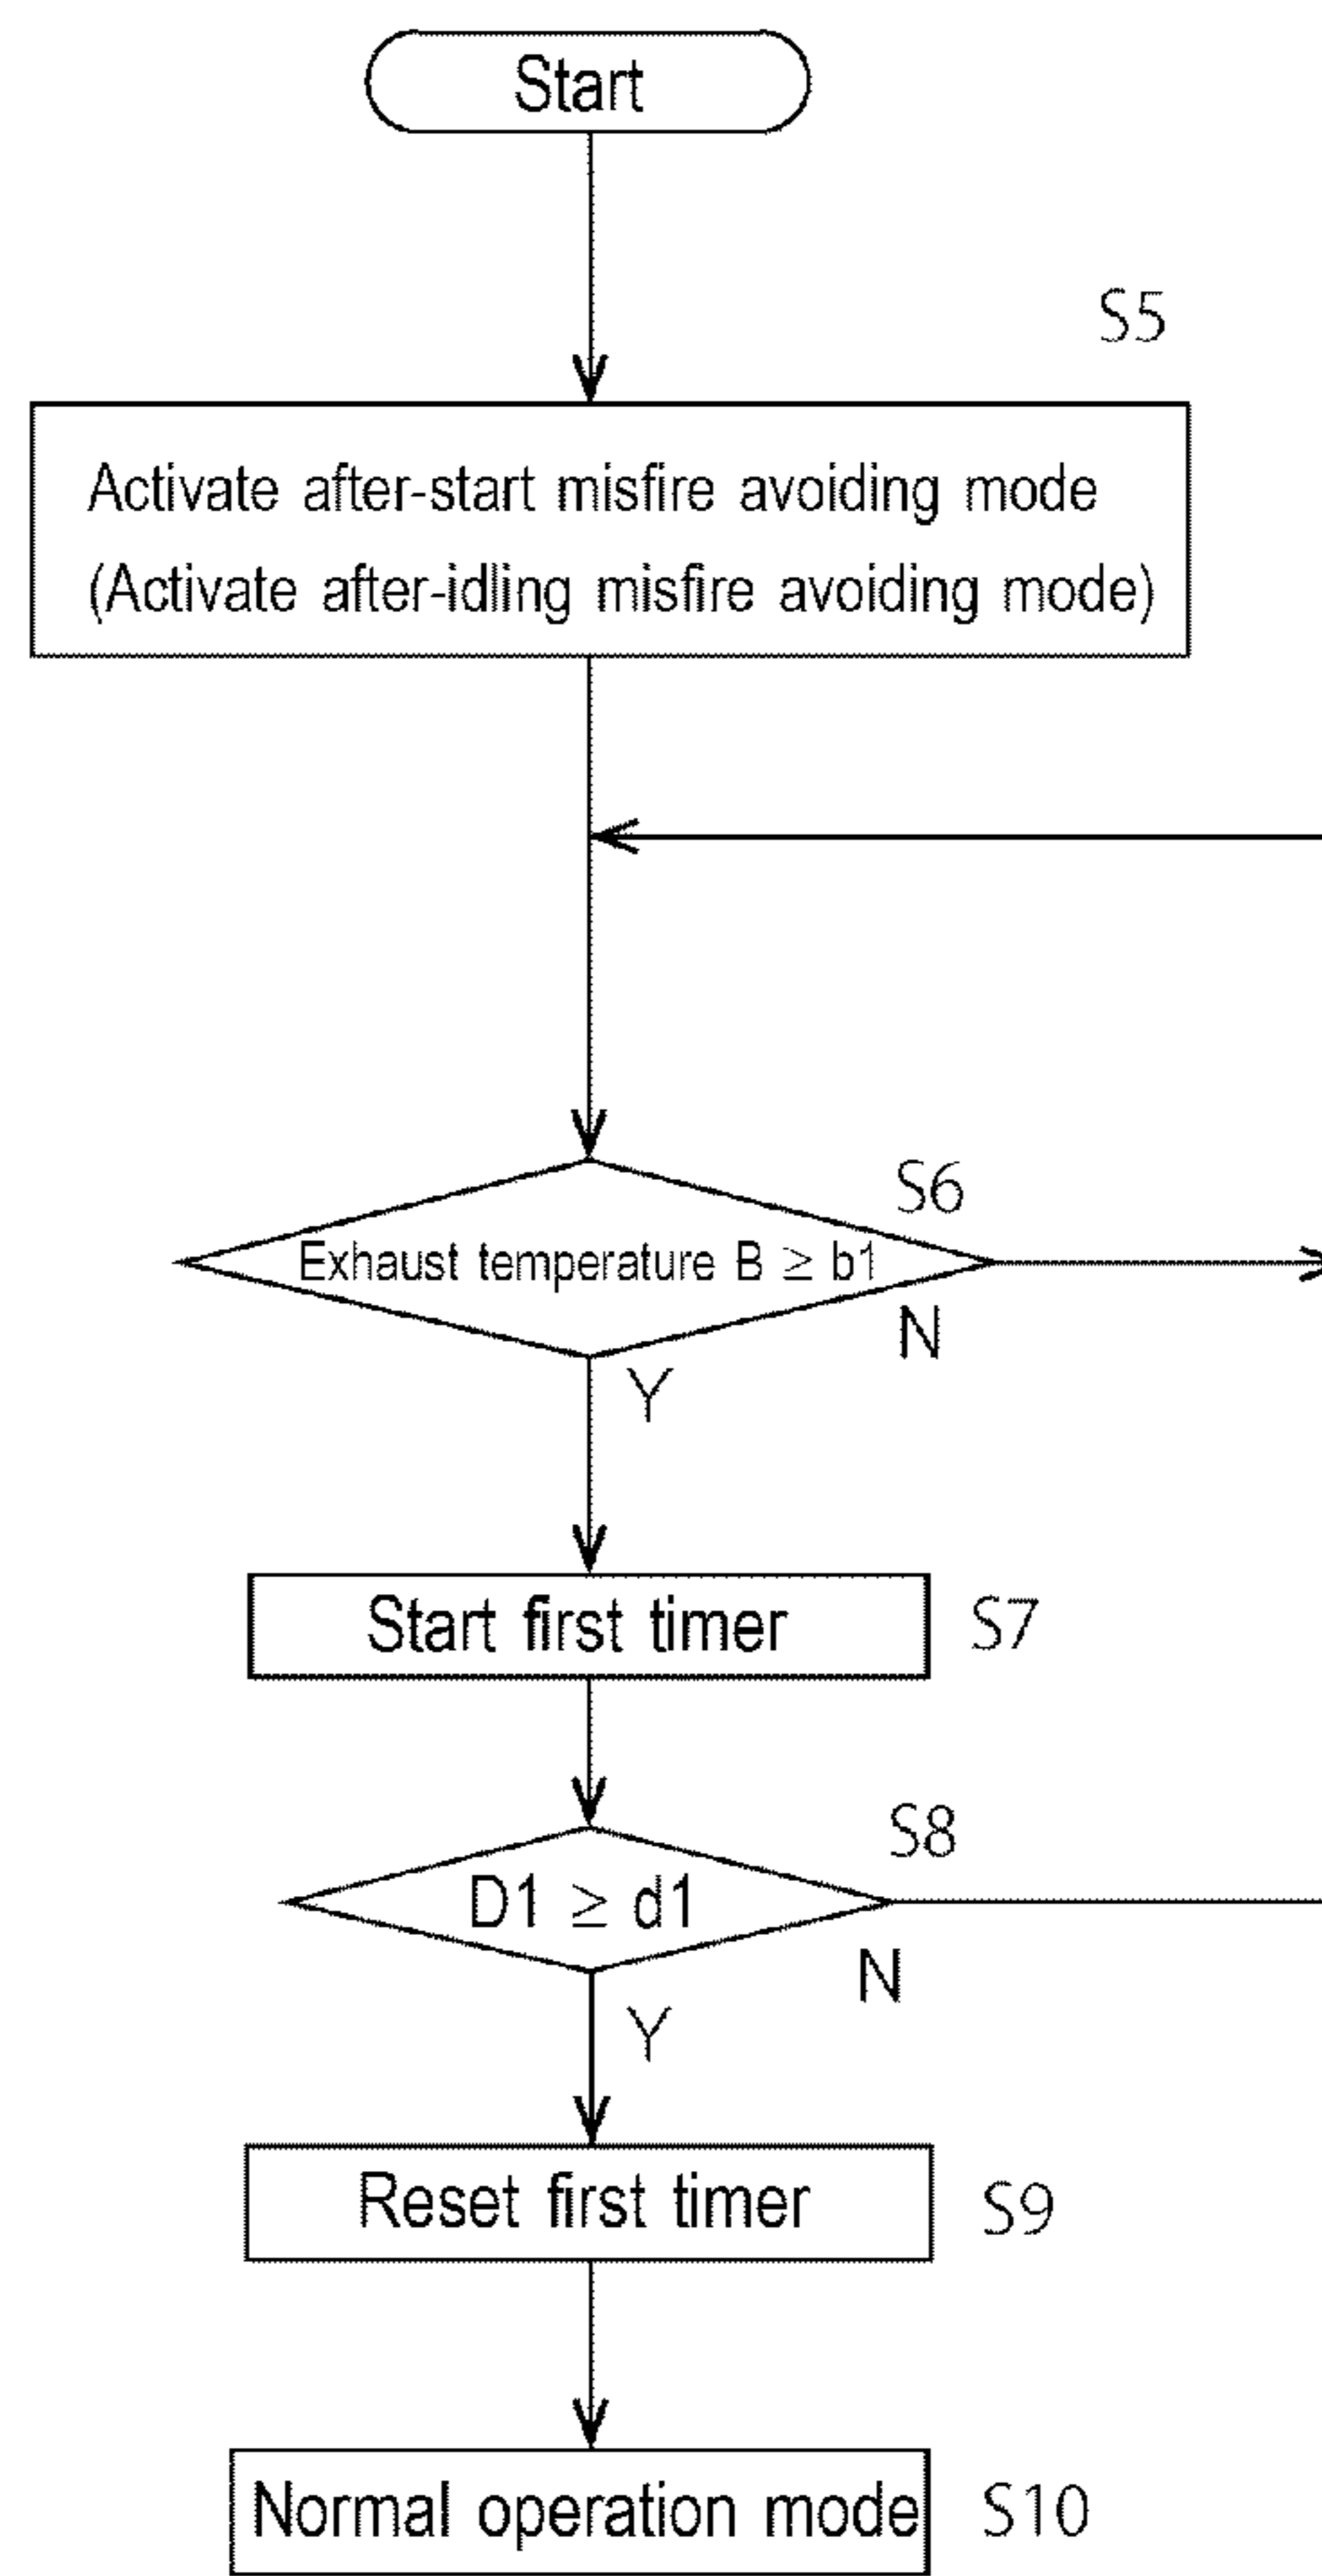 Start
S5
Activate after-start misfire avoiding mode
(Activate after-idling misfire avoiding mode)
S6
Exhaust temperature B ≥ b1
N
Y
Start first timer S7
S8
D1 ≥ d1
N
Y
Reset first timer S9
Normal operation mode S10